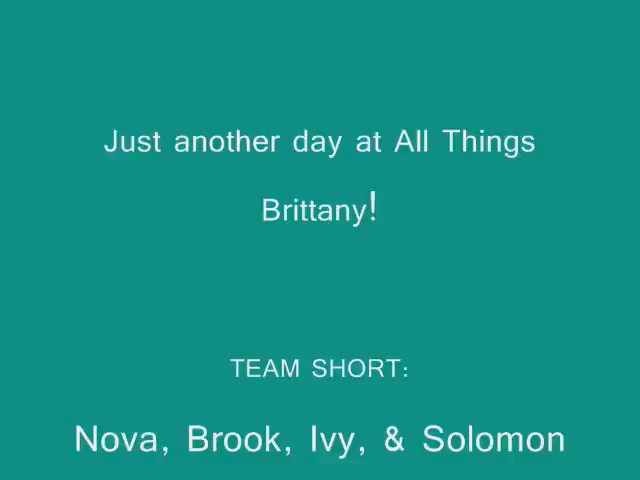 Just another day at All Things
Brittany!
TEAM SHORT:
Nova, Brook, Ivy, & Solomon